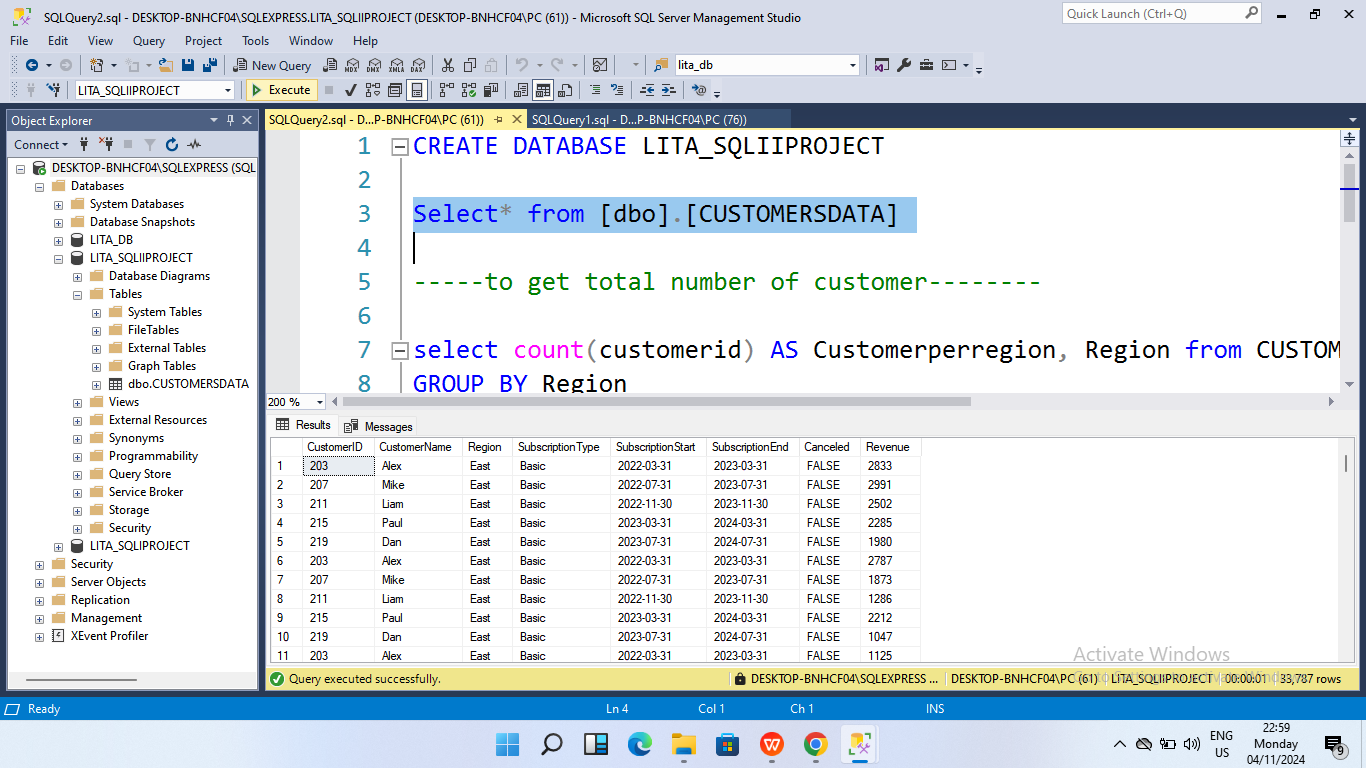 SQLQuery2.sql - DESKTOP-BNHCF04\SQLEXPRESS.LITA_SQLIIPROJECT (DESKTOP-BNHCF04\PC (61)) - Microsoft SQL Server Management Studio
Quick Launch (Ctrl+Q)
File Edit View Query Project Tools Window Help
New Query MDX DMX XMLA DAX lita_db
LITA_SQLIIPROJECT Execute
Object Explorer
Connect
DESKTOP-BNHCF04\SQLEXPRESS (SQL
Databases
System Databases
Database Snapshots
LITA_DB
LITA_SQLIIPROJECT
Database Diagrams
Tables
System Tables
FileTables
External Tables
Graph Tables
dbo.CUSTOMERSDATA
Views
External Resources
Synonyms
Programmability
Query Store
Service Broker
Storage
Security
LITA_SQLIPROJECT
Security
Server Objects
Replication
Management
XEvent Profiler
SQLQuery2.sql - D...P-BNHCF04\PC (61)) SQLQuery1.sql - D...P-BNHCF04\PC (76))
1 CREATE DATABASE LITA_SQLIIPROJECT
2
3 Select* from [dbo].[CUSTOMERSDATA]
4
5 -----to get total number of customer--------
6
7 select count(customerid) AS Customerperregion, Region from CUSTOM
8 GROUP BY Region
200 %
Results Messages
CustomerID CustomerName Region SubscriptionType SubscriptionStart SubscriptionEnd Canceled Revenue
1 203 Alex East Basic 2022-03-31 2023-03-31 FALSE 2833
2 207 Mike East Basic 2022-07-31 2023-07-31 FALSE 2991
3 211 Liam East Basic 2022-11-30 2023-11-30 FALSE 2502
4 215 Paul East Basic 2023-03-31 2024-03-31 FALSE 2285
5 219 Dan East Basic 2023-07-31 2024-07-31 FALSE 1980
6 203 Alex East Basic 2022-03-31 2023-03-31 FALSE 2787
7 207 Mike East Basic 2022-07-31 2023-07-31 FALSE 1873
8 211 Liam East Basic 2022-11-30 2023-11-30 FALSE 1286
9 215 Paul East Basic 2023-03-31 2024-03-31 FALSE 2212
10 219 Dan East Basic 2023-07-31 2024-07-31 FALSE 1047
11 203 Alex East Basic 2022-03-31 2023-03-31 FALSE 1125
Activate Windows
Query executed successfully. DESKTOP-BNHCF04\SQLEXPRESS ... DESKTOP-BNHCF04\PC (61) LITA_SQLIIPROJECT 00:00:01 33,787 rows
Ready Ln 4 Col 1 Ch 1 INS
ENG
US
22:59
Monday
04/11/2024
9